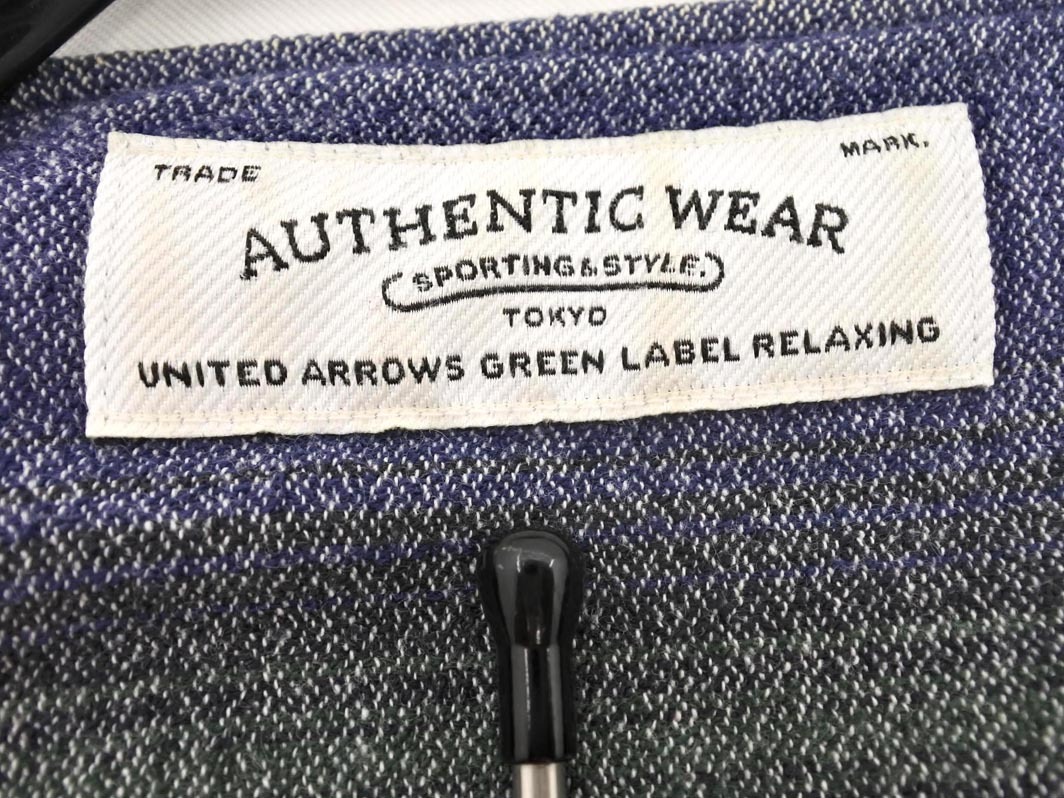 TRADE MARK.
AUTHENTIC WEAR
SPORTING & STYLE.
TOKYO
UNITED ARROWS GREEN LABEL RELAXING